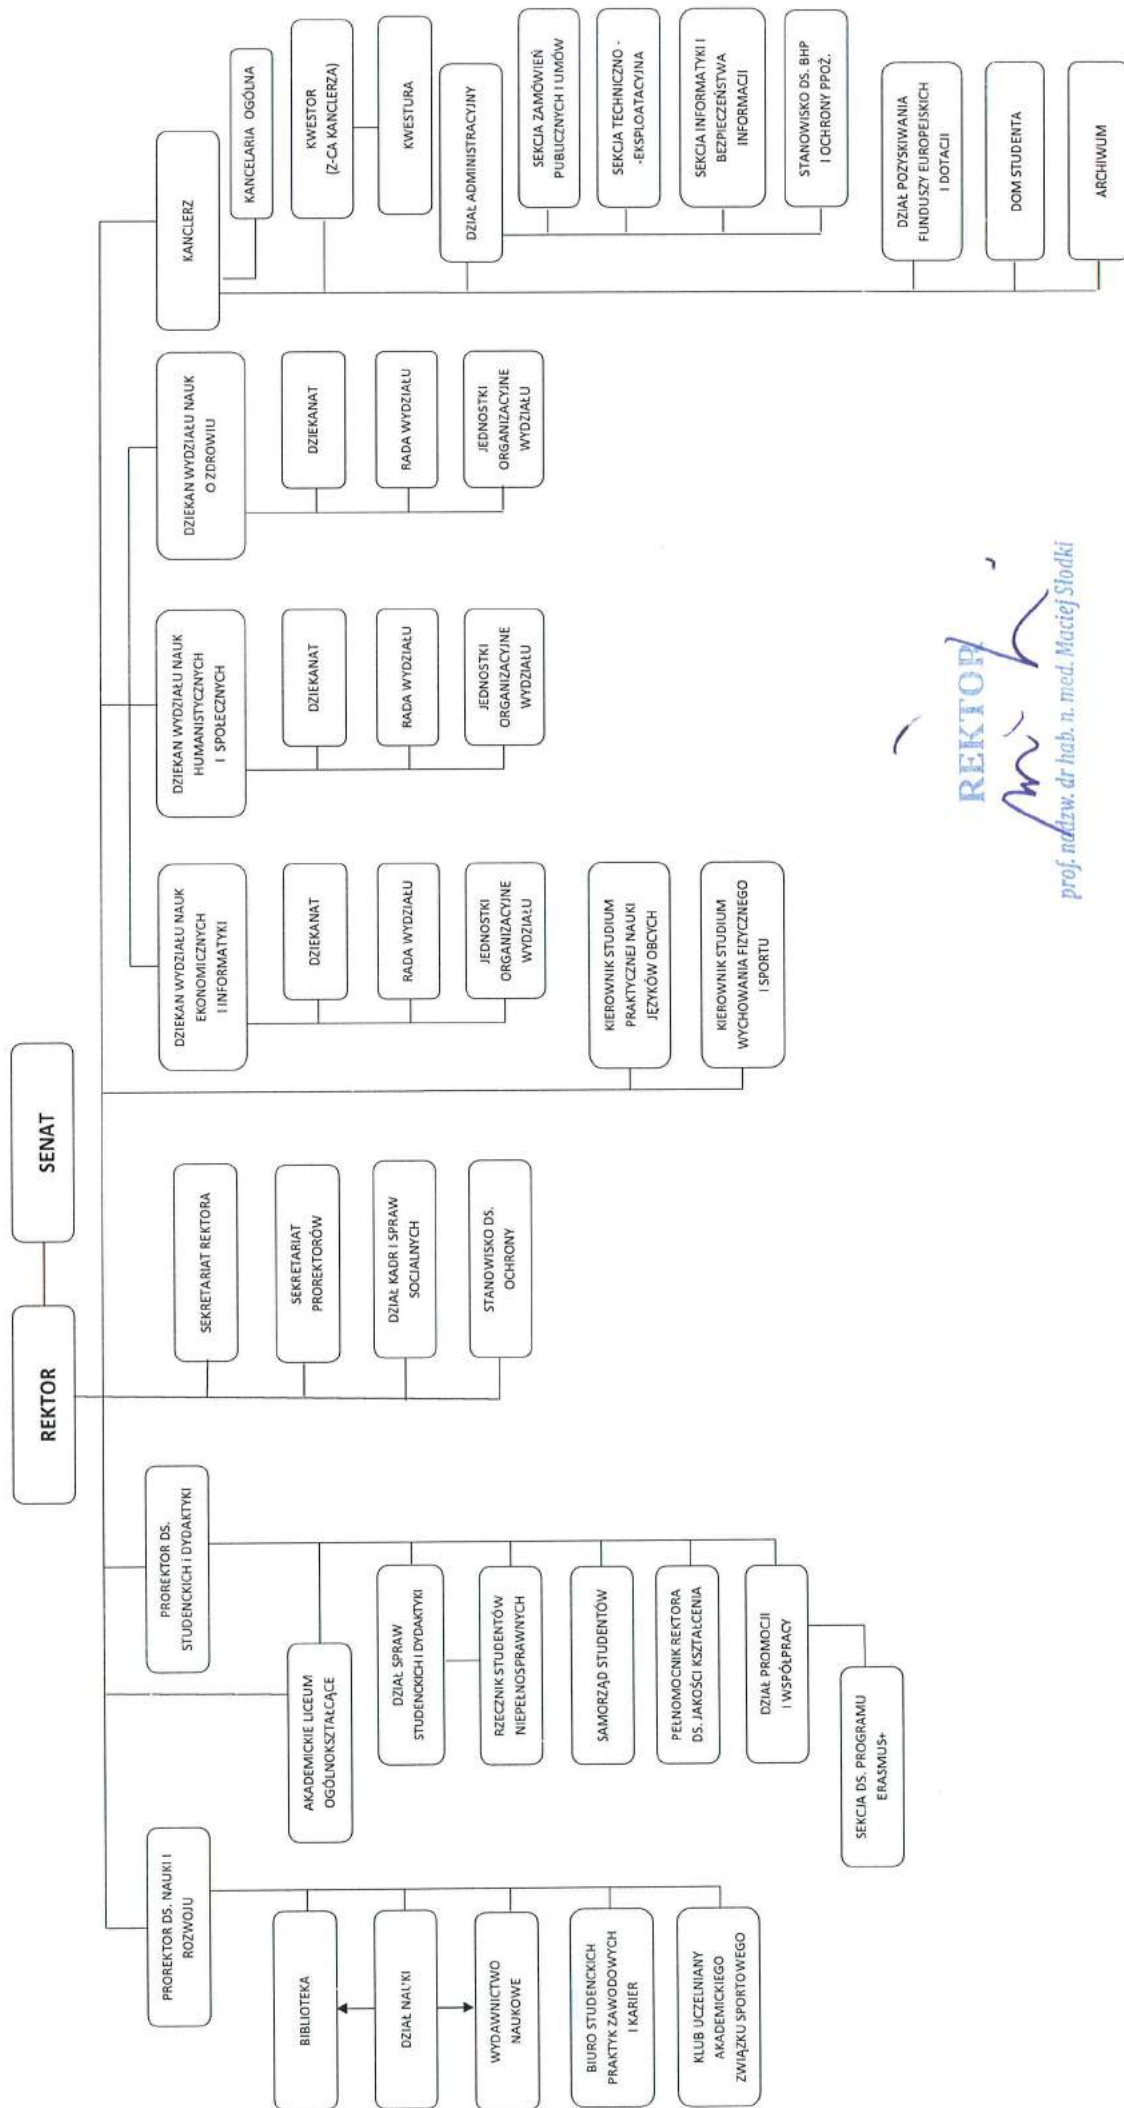 REKTOR
SENAT
PROREKTOR DS. NAUKI I
ROZWOJU
BIBLIOTEKA
DZIAŁ NAUKI
WYDAWNICTWO
NAUKOWE
BIURO STUDENCKICH
PRAKTYK ZAWODOWYCH
I KARIER
KLUB UCZELNIANY
AKADEMICKIEGO
ZWIĄZKU SPORTOWEGO
PROREKTOR DS.
STUDENCKICH i DYDAKTYKI
AKADEMICKIE LICEUM
OGÓLNOKSZTAŁCĄCE
DZIAŁ SPRAW
STUDENCKICH I DYDAKTYKI
RZECZNIK STUDENTÓW
NIEPEŁNOSPRAWNYCH
SAMORZĄD STUDENTÓW
PEŁNOMOCNIK REKTORA
DS. JAKOŚCI KSZTAŁCENIA
DZIAŁ PROMOCJI
I WSPÓŁPRACY
SEKCJA DS. PROGRAMU
ERASMUS+
SEKRETARIAT REKTORA
SEKRETARIAT
PROREKTORÓW
DZIAŁ KADR I SPRAW
SOCJALNYCH
STANOWISKO DS.
OCHRONY
DZIEKAN WYDZIAŁU NAUK
EKONOMICZNYCH
I INFORMATYKI
DZIEKANAT
RADA WYDZIAŁU
JEDNOSTKI
ORGANIZACYJNE
WYDZIAŁU
KIEROWNIK STUDIUM
PRAKTYCZNEJ NAUKI
JĘZYKÓW OBCYCH
KIEROWNIK STUDIUM
WYCHOWANIA FIZYCZNEGO
I SPORTU
DZIEKAN WYDZIAŁU NAUK
HUMANISTYCZNYCH
I SPOŁECZNYCH
DZIEKANAT
RADA WYDZIAŁU
JEDNOSTKI
ORGANIZACYJNE
WYDZIAŁU
DZIEKAN WYDZIAŁU NAUK
O ZDROWIU
DZIEKANAT
RADA WYDZIAŁU
JEDNOSTKI
ORGANIZACYJNE
WYDZIAŁU
KANCLERZ
KANCELARIA OGÓLNA
KWESTOR
(Z-CA KANCLERZA)
KWESTURA
DZIAŁ ADMINISTRACYJNY
SEKCJA ZAMÓWIEŃ
PUBLICZNYCH I UMÓW
SEKCJA TECHNICZNO -
-EKSPLOATACYJNA
SEKCJA INFORMATYKI I
BEZPIECZEŃSTWA
INFORMACJI
STANOWISKO DS. BHP
I OCHRONY PPOŻ.
DZIAŁ POZYSKIWANIA
FUNDUSZY EUROPEJSKICH
I DOTACJI
DOM STUDENTA
ARCHIWUM
REKTOR
prof. nadzw. dr hab. n. med. Maciej Słodki